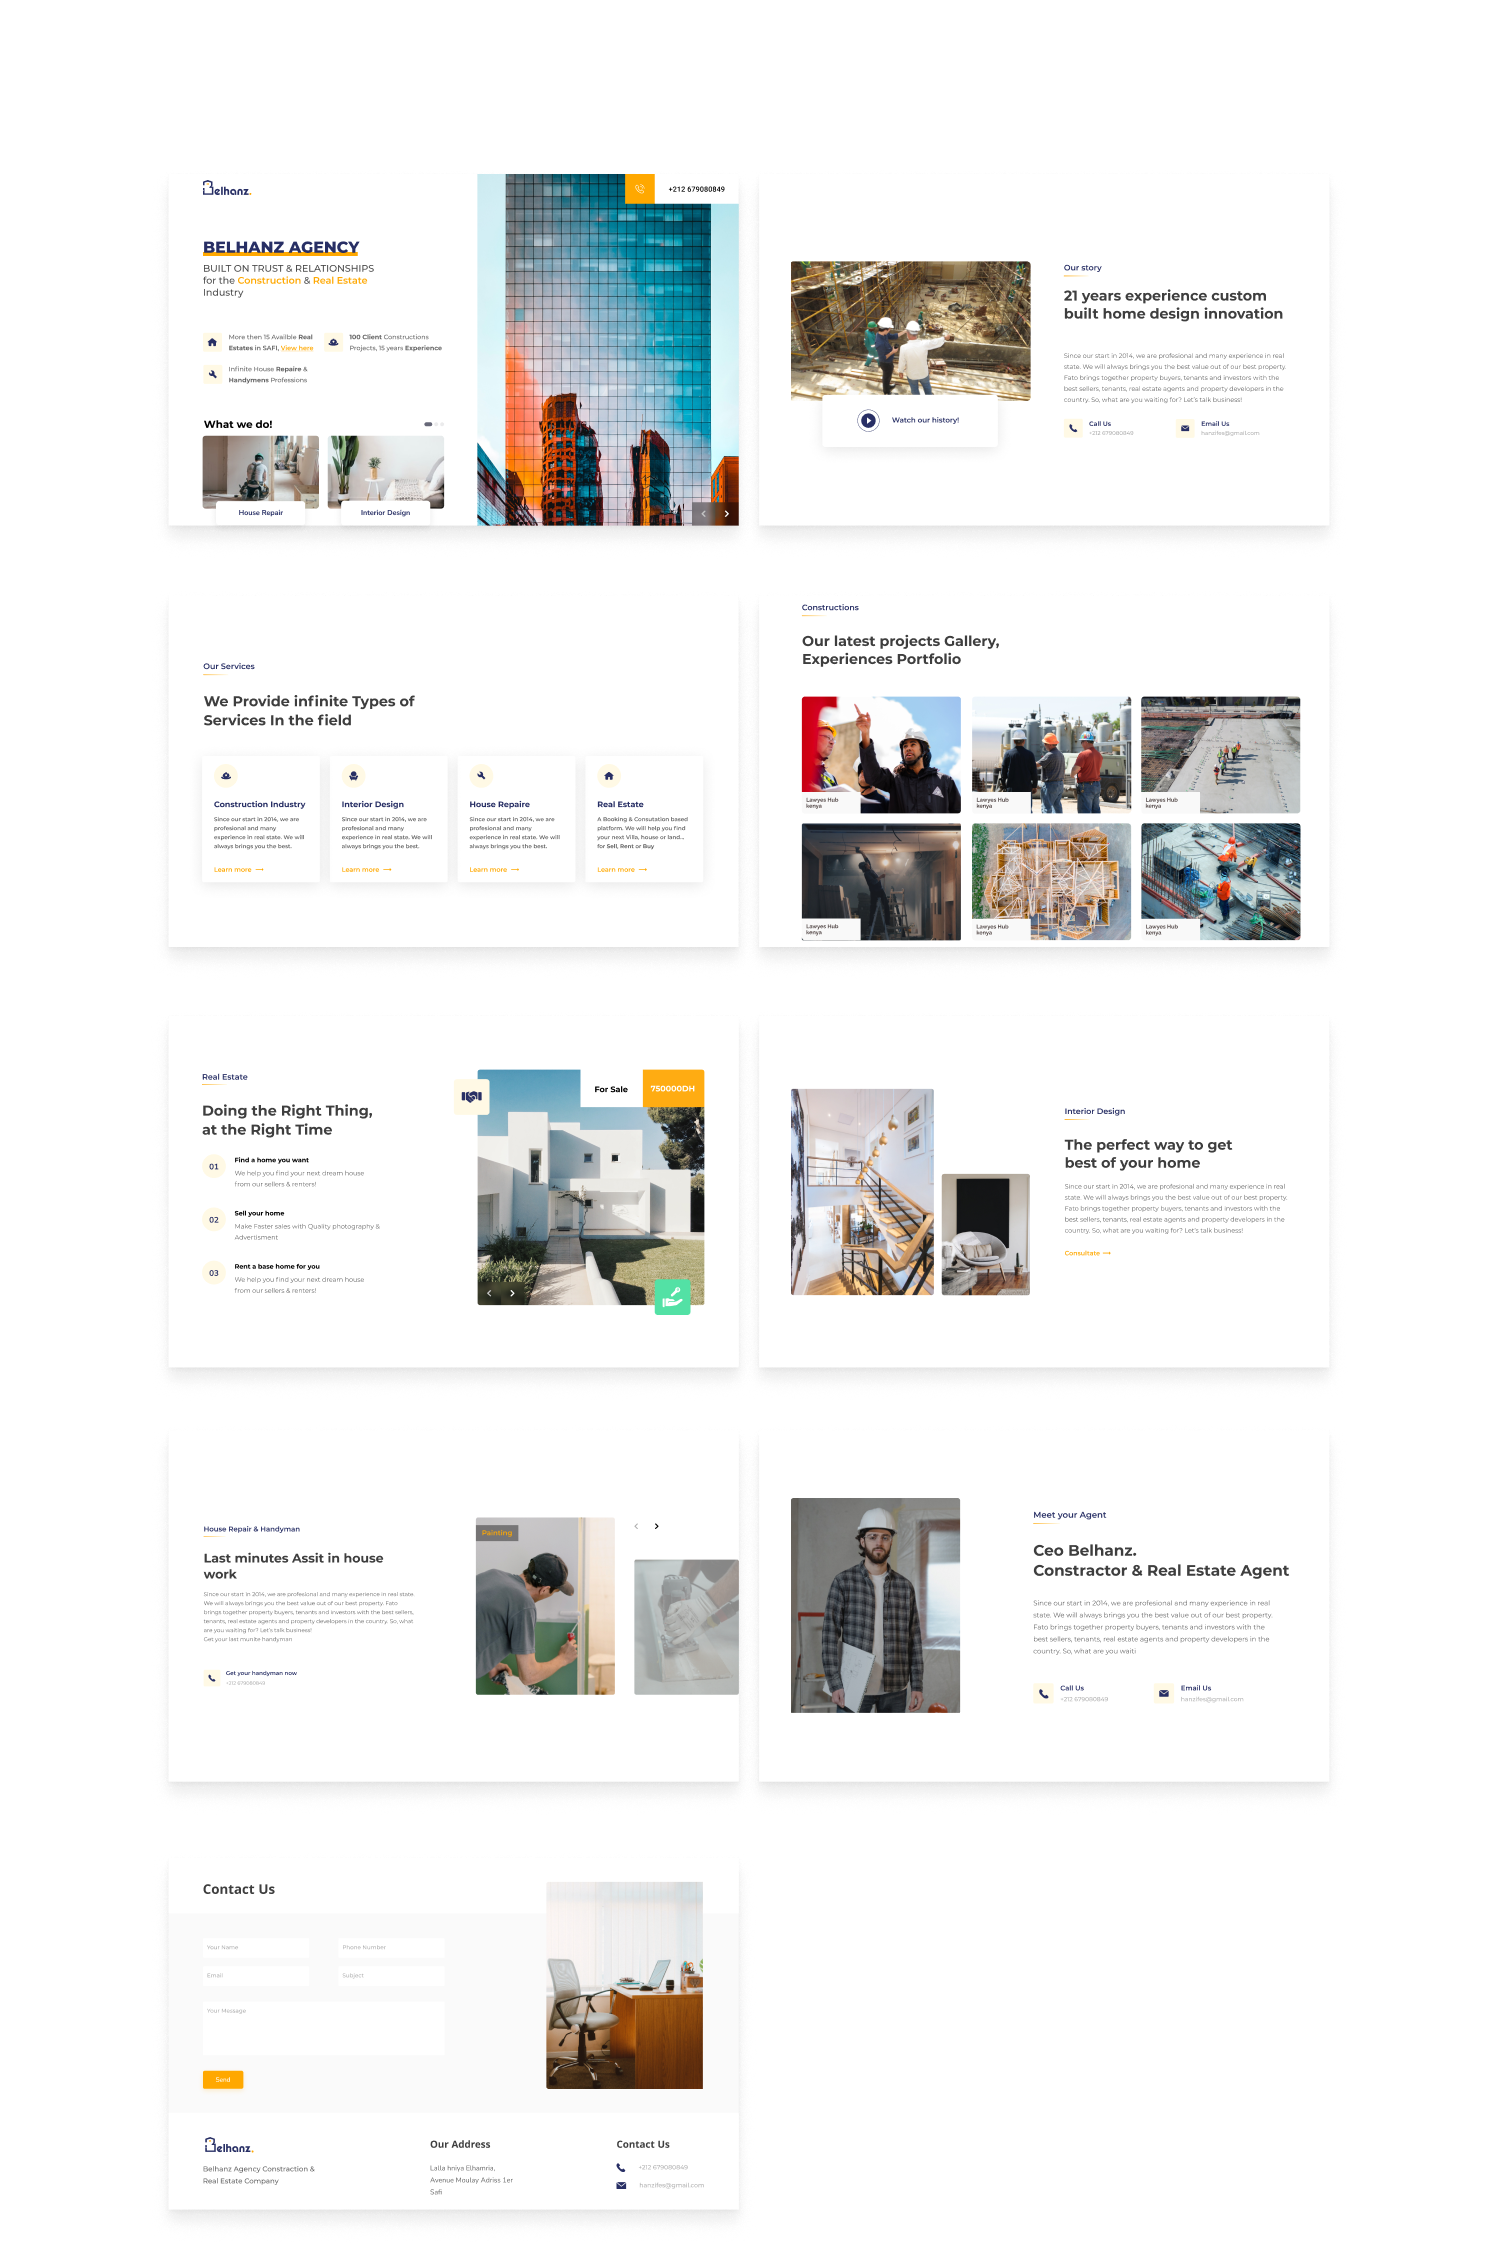 Belhanz.
+212 679080849
BELHANZ AGENCY
BUILT ON TRUST & RELATIONSHIPS
for the Construction & Real Estate
Industry
More then 15 Availble Real
Estates in SAFI, View here
100 Client Constructions
Projects, 15 years Experience
Infinite House Repaire &
Handymens Professions
What we do!
House Repair
Interior Design
Our story
21 years experience custom
built home design innovation
Since our start in 2014, we are profesional and many experience in real
state. We will always brings you the best value out of our best property.
Fato brings together property buyers, tenants and investors with the
best sellers, tenants, real estate agents and property developers in the
country. So, what are you waiting for? Let's talk business!
Watch our history!
Call Us
+212 679080849
Email Us
hanzifes@gmail.com
Our Services
We Provide infinite Types of
Services In the field
Construction Industry
Since our start in 2014, we are
profesional and many
experience in real state. We will
always brings you the best.
Learn more
Interior Design
Since our start in 2014, we are
profesional and many
experience in real state. We will
always brings you the best.
Learn more
House Repaire
Since our start in 2014, we are
profesional and many
experience in real state. We will
always brings you the best.
Learn more
Real Estate
A Booking & Consutation based
platform. We will help you find
your next Villa, house or land...
for Sell, Rent or Buy
Learn more
Constructions
Our latest projects Gallery,
Experiences Portfolio
Lawyes Hub
kenya
Lawyes Hub
kenya
Lawyes Hub
kenya
Lawyes Hub
kenya
Lawyes Hub
kenya
Lawyes Hub
kenya
Real Estate
Doing the Right Thing,
at the Right Time
01
Find a home you want
We help you find your next dream house
from our sellers & renters!
02
Sell your home
Make Faster sales with Quality photography &
Advertisment
03
Rent a base home for you
We help you find your next dream house
from our sellers & renters!
For Sale
750000DH
Interior Design
The perfect way to get
best of your home
Since our start in 2014, we are profesional and many experience in real
state. We will always brings you the best value out of our best property.
Fato brings together property buyers, tenants and investors with the
best sellers, tenants, real estate agents and property developers in the
country. So, what are you waiting for? Let's talk business!
Consultate
House Repair & Handyman
Last minutes Assit in house
work
Since our start in 2014, we are profesional and many experience in real state.
We will always brings you the best value out of our best property. Fato
brings together property buyers, tenants and investors with the best sellers,
tenants, real estate agents and property developers in the country. So, what
are you waiting for? Let's talk business!
Get your last munite handyman
Get your handyman now
+212 679080849
Painting
Meet your Agent
Ceo Belhanz.
Constractor & Real Estate Agent
Since our start in 2014, we are profesional and many experience in real
state. We will always brings you the best value out of our best property.
Fato brings together property buyers, tenants and investors with the
best sellers, tenants, real estate agents and property developers in the
country. So, what are you waiti
Call Us
+212 679080849
Email Us
hanzifes@gmail.com
Contact Us
Your Name
Phone Number
Email
Subject
Your Message
Send
Belhanz.
Belhanz Agency Constraction &
Real Estate Company
Our Address
Lalla hniya Elhamria,
Avenue Moulay Adriss 1er
Safi
Contact Us
+212 679080849
hanzifes@gmail.com